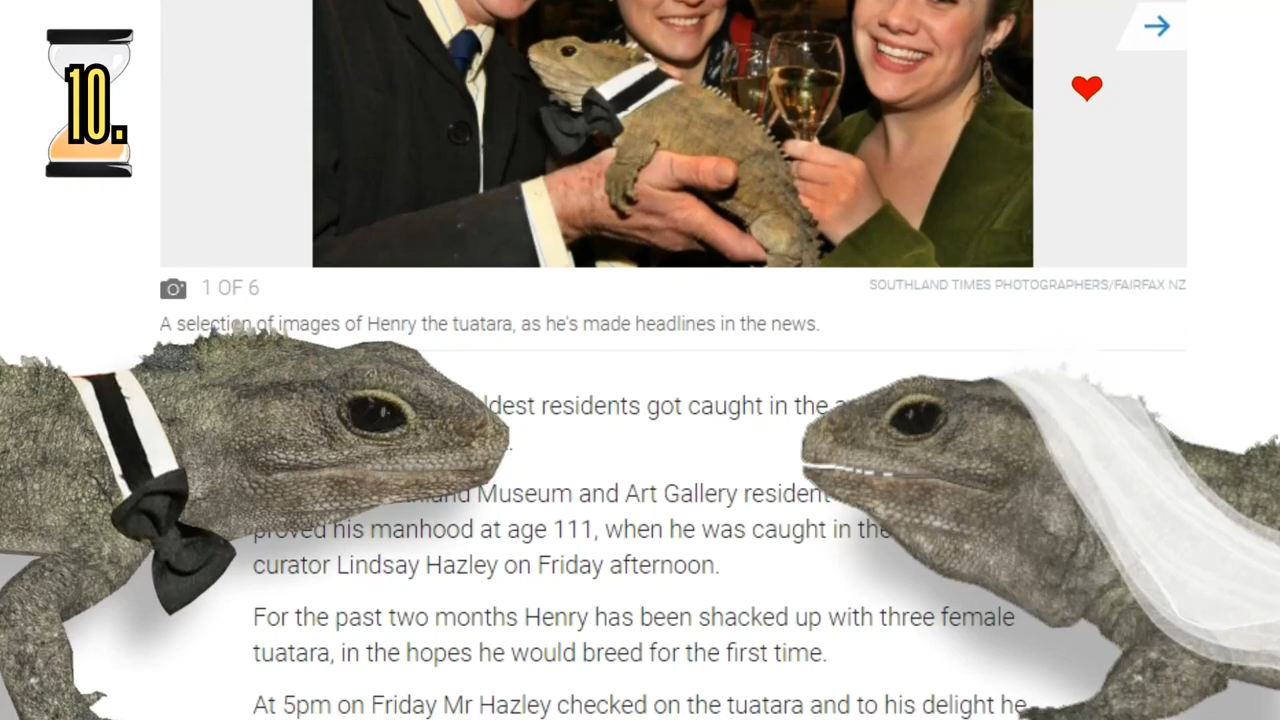 10.
1 OF 6
SOUTHLAND TIMES PHOTOGRAPHERS/FAIRFAX NZ
A selection of images of Henry the tuatara, as he's made headlines in the news.
residents got caught in the
Museum and Art Gallery resident
proved his manhood at age 111, when he was caught in the
curator Lindsay Hazley on Friday afternoon.
For the past two months Henry has been shacked up with three female
tuatara, in the hopes he would breed for the first time.
At 5pm on Friday Mr Hazley checked on the tuatara and to his delight he